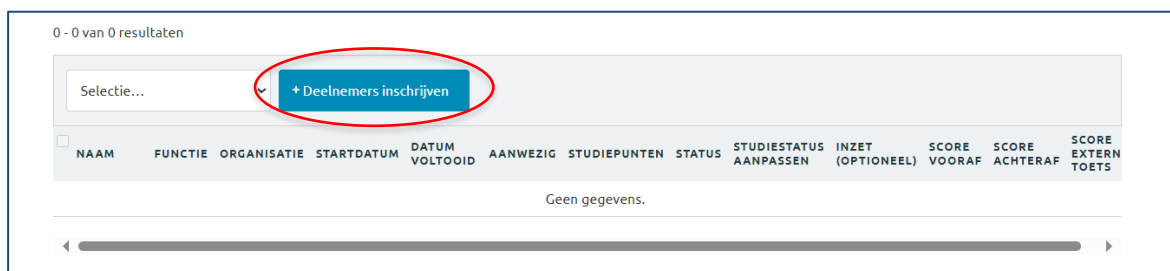 0 - 0 van 0 resultaten
Selectie... + Deelnemers inschrijven
NAAM FUNCTIE ORGANISATIE STARTDATUM DATUM VOLTOOID AANWEZIG STUDIEPUNTEN STATUS STUDIESTATUS AANPASSEN INZET (OPTIONEEL) SCORE VOORAF SCORE ACHTERAF SCORE EXTERN TOETS
Geen gegevens.